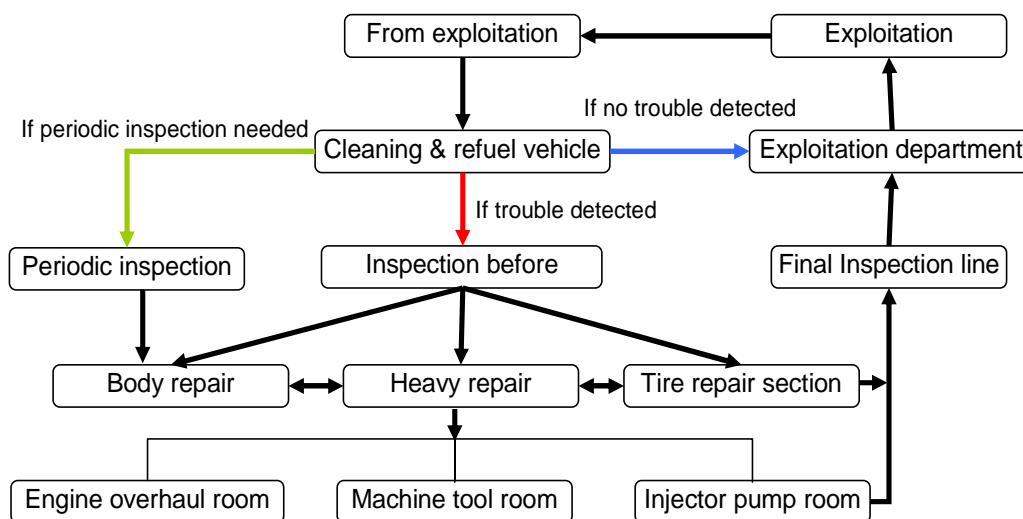 From exploitation
Exploitation
If no trouble detected
If periodic inspection needed
Cleaning & refuel vehicle
Exploitation department
If trouble detected
Periodic inspection
Inspection before
Final Inspection line
Body repair
Heavy repair
Tire repair section
Engine overhaul room
Machine tool room
Injector pump room